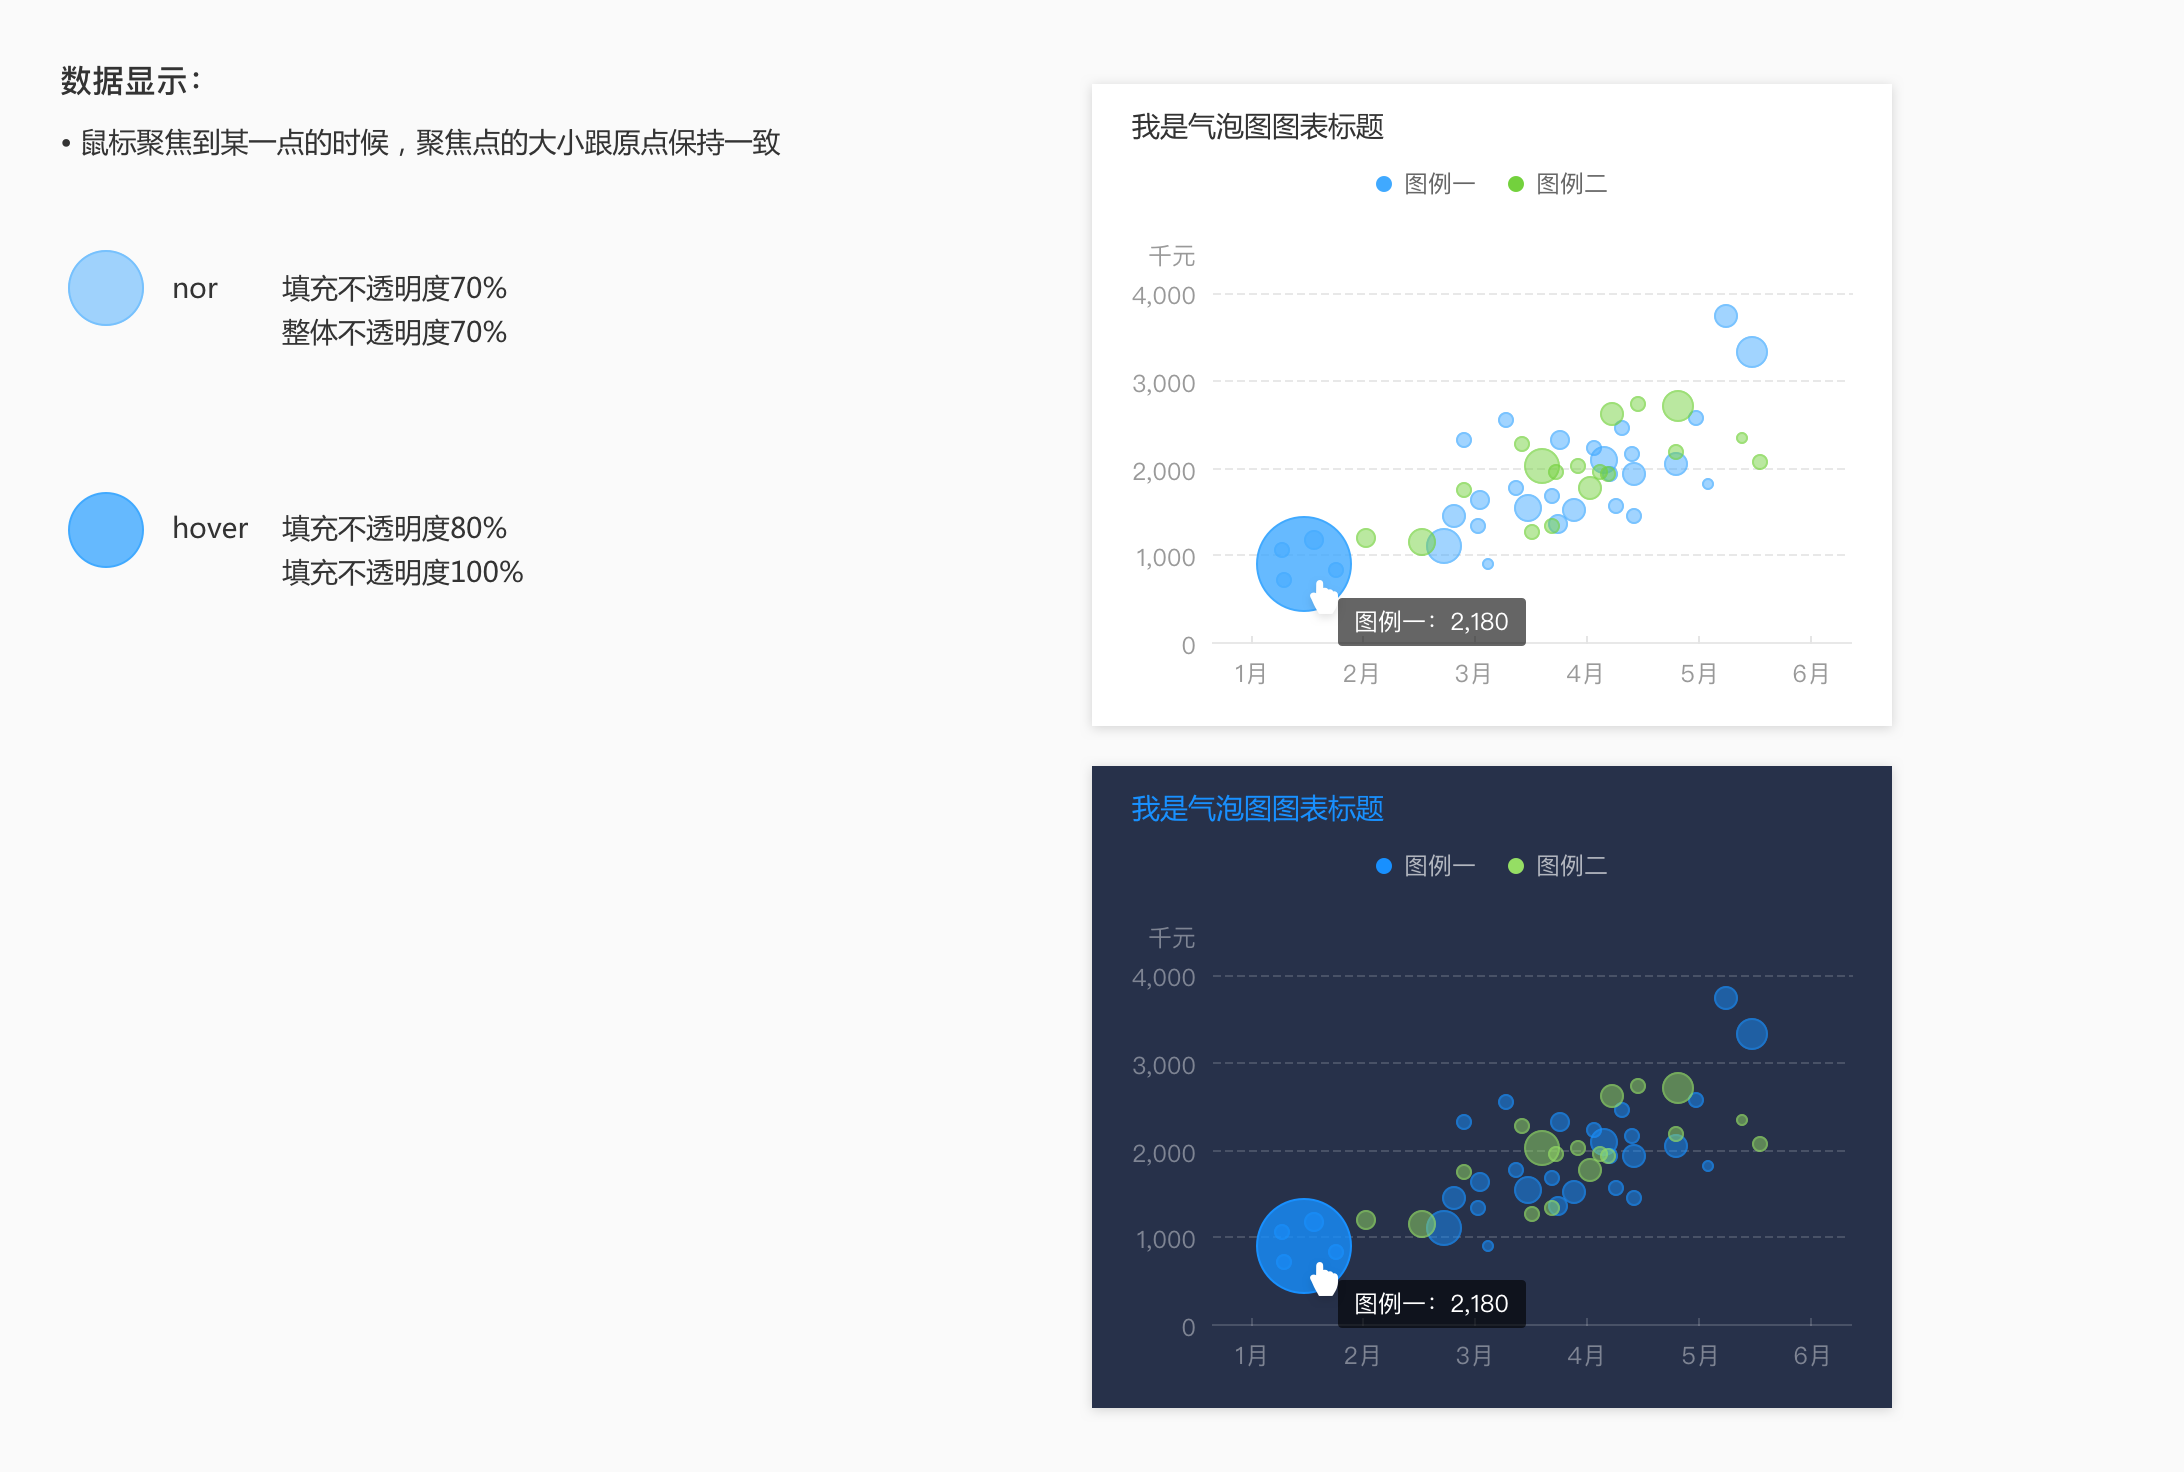 数据显示：
• 鼠标聚焦到某一点的时候，聚焦点的大小跟原点保持一致
nor 填充不透明度70%
整体不透明度70%
hover 填充不透明度80%
填充不透明度100%
我是气泡图图表标题
图例一 图例二
千元
4,000
3,000
2,000
1,000
图例一：2,180
0
1月 2月 3月 4月 5月 6月
我是气泡图图表标题
图例一 图例二
千元
4,000
3,000
2,000
1,000
图例一：2,180
0
1月 2月 3月 4月 5月 6月